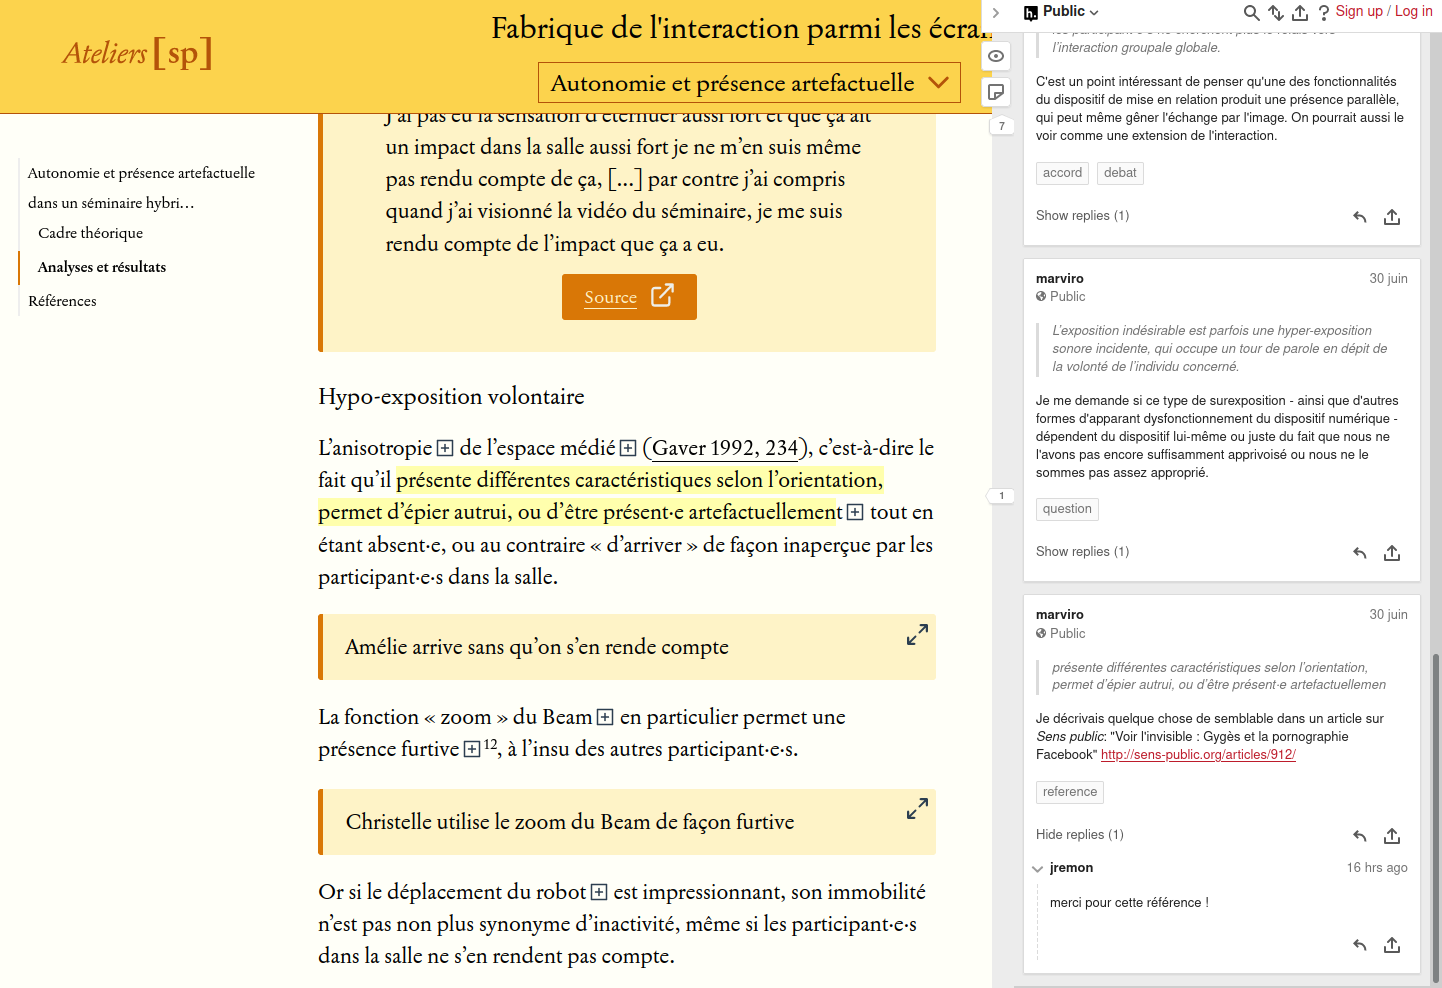 Ateliers [sp]
Fabrique de l'interaction parmi les écran
Autonomie et présence artefactuelle
Autonomie et présence artefactuelle
dans un séminaire hybri…
Cadre théorique
Analyses et résultats
Références
J'ai pas eu la sensation d'éternuer aussi fort et que ça ait
un impact dans la salle aussi fort je ne m’en suis même
pas rendu compte de ça, […] par contre j’ai compris
quand j’ai visionné la vidéo du séminaire, je me suis
rendu compte de l’impact que ça a eu.
Source
Hypo-exposition volontaire
L’anisotropie de l’espace médié (Gaver 1992, 234), c’est-à-dire le
fait qu’il présente différentes caractéristiques selon l’orientation,
permet d’épier autrui, ou d’être présent·e artefactuellement tout en
étant absent·e, ou au contraire « d’arriver » de façon inaperçue par les
participant·e·s dans la salle.
Amélie arrive sans qu’on s’en rende compte
La fonction « zoom » du Beam en particulier permet une
présence furtive 12, à l’insu des autres participant·e·s.
Christelle utilise le zoom du Beam de façon furtive
Or si le déplacement du robot est impressionnant, son immobilité
n’est pas non plus synonyme d’inactivité, même si les participant·e·s
dans la salle ne s’en rendent pas compte.
h. Public
Sign up / Log in
7
1
l’interaction groupale globale.
C'est un point intéressant de penser qu'une des fonctionnalités
du dispositif de mise en relation produit une présence parallèle,
qui peut même gêner l'échange par l'image. On pourrait aussi le
voir comme une extension de l'interaction.
accord debat
Show replies (1)
marviro 30 juin
Public
L’exposition indésirable est parfois une hyper-exposition
sonore incidente, qui occupe un tour de parole en dépit de
la volonté de l’individu concerné.
Je me demande si ce type de surexposition - ainsi que d'autres
formes d'apparant dysfonctionnement du dispositif numérique -
dépendent du dispositif lui-même ou juste du fait que nous ne
l'avons pas encore suffisamment apprivoisé ou nous ne le
sommes pas assez approprié.
question
Show replies (1)
marviro 30 juin
Public
présente différentes caractéristiques selon l’orientation,
permet d’épier autrui, ou d’être présent·e artefactuellemen
Je décrivais quelque chose de semblable dans un article sur
Sens public: "Voir l'invisible : Gygès et la pornographie
Facebook" http://sens-public.org/articles/912/
reference
Hide replies (1)
jremon 16 hrs ago
merci pour cette référence !